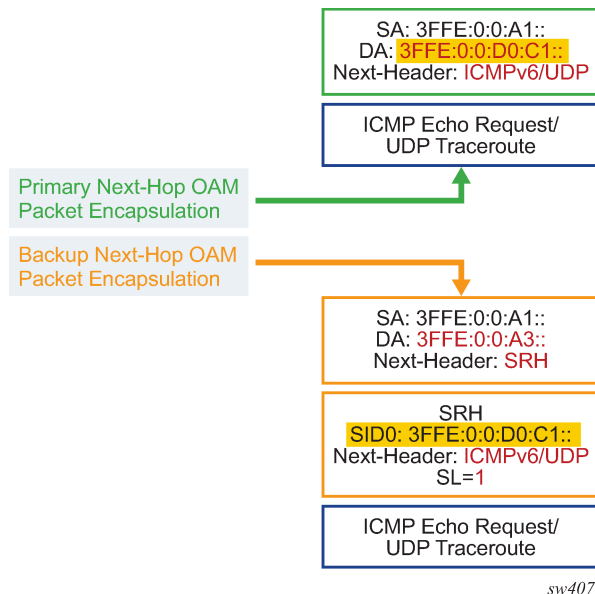 SA: 3FFE:0:0:A1::
DA: 3FFE:0:0:D0:C1::
Next-Header: ICMPv6/UDP
ICMP Echo Request/
UDP Traceroute
Primary Next-Hop OAM
Packet Encapsulation
Backup Next-Hop OAM
Packet Encapsulation
SA: 3FFE:0:0:A1::
DA: 3FFE:0:0:A3::
Next-Header: SRH
SRH
SID0: 3FFE:0:0:D0:C1::
Next-Header: ICMPv6/UDP
SL=1
ICMP Echo Request/
UDP Traceroute
sw407